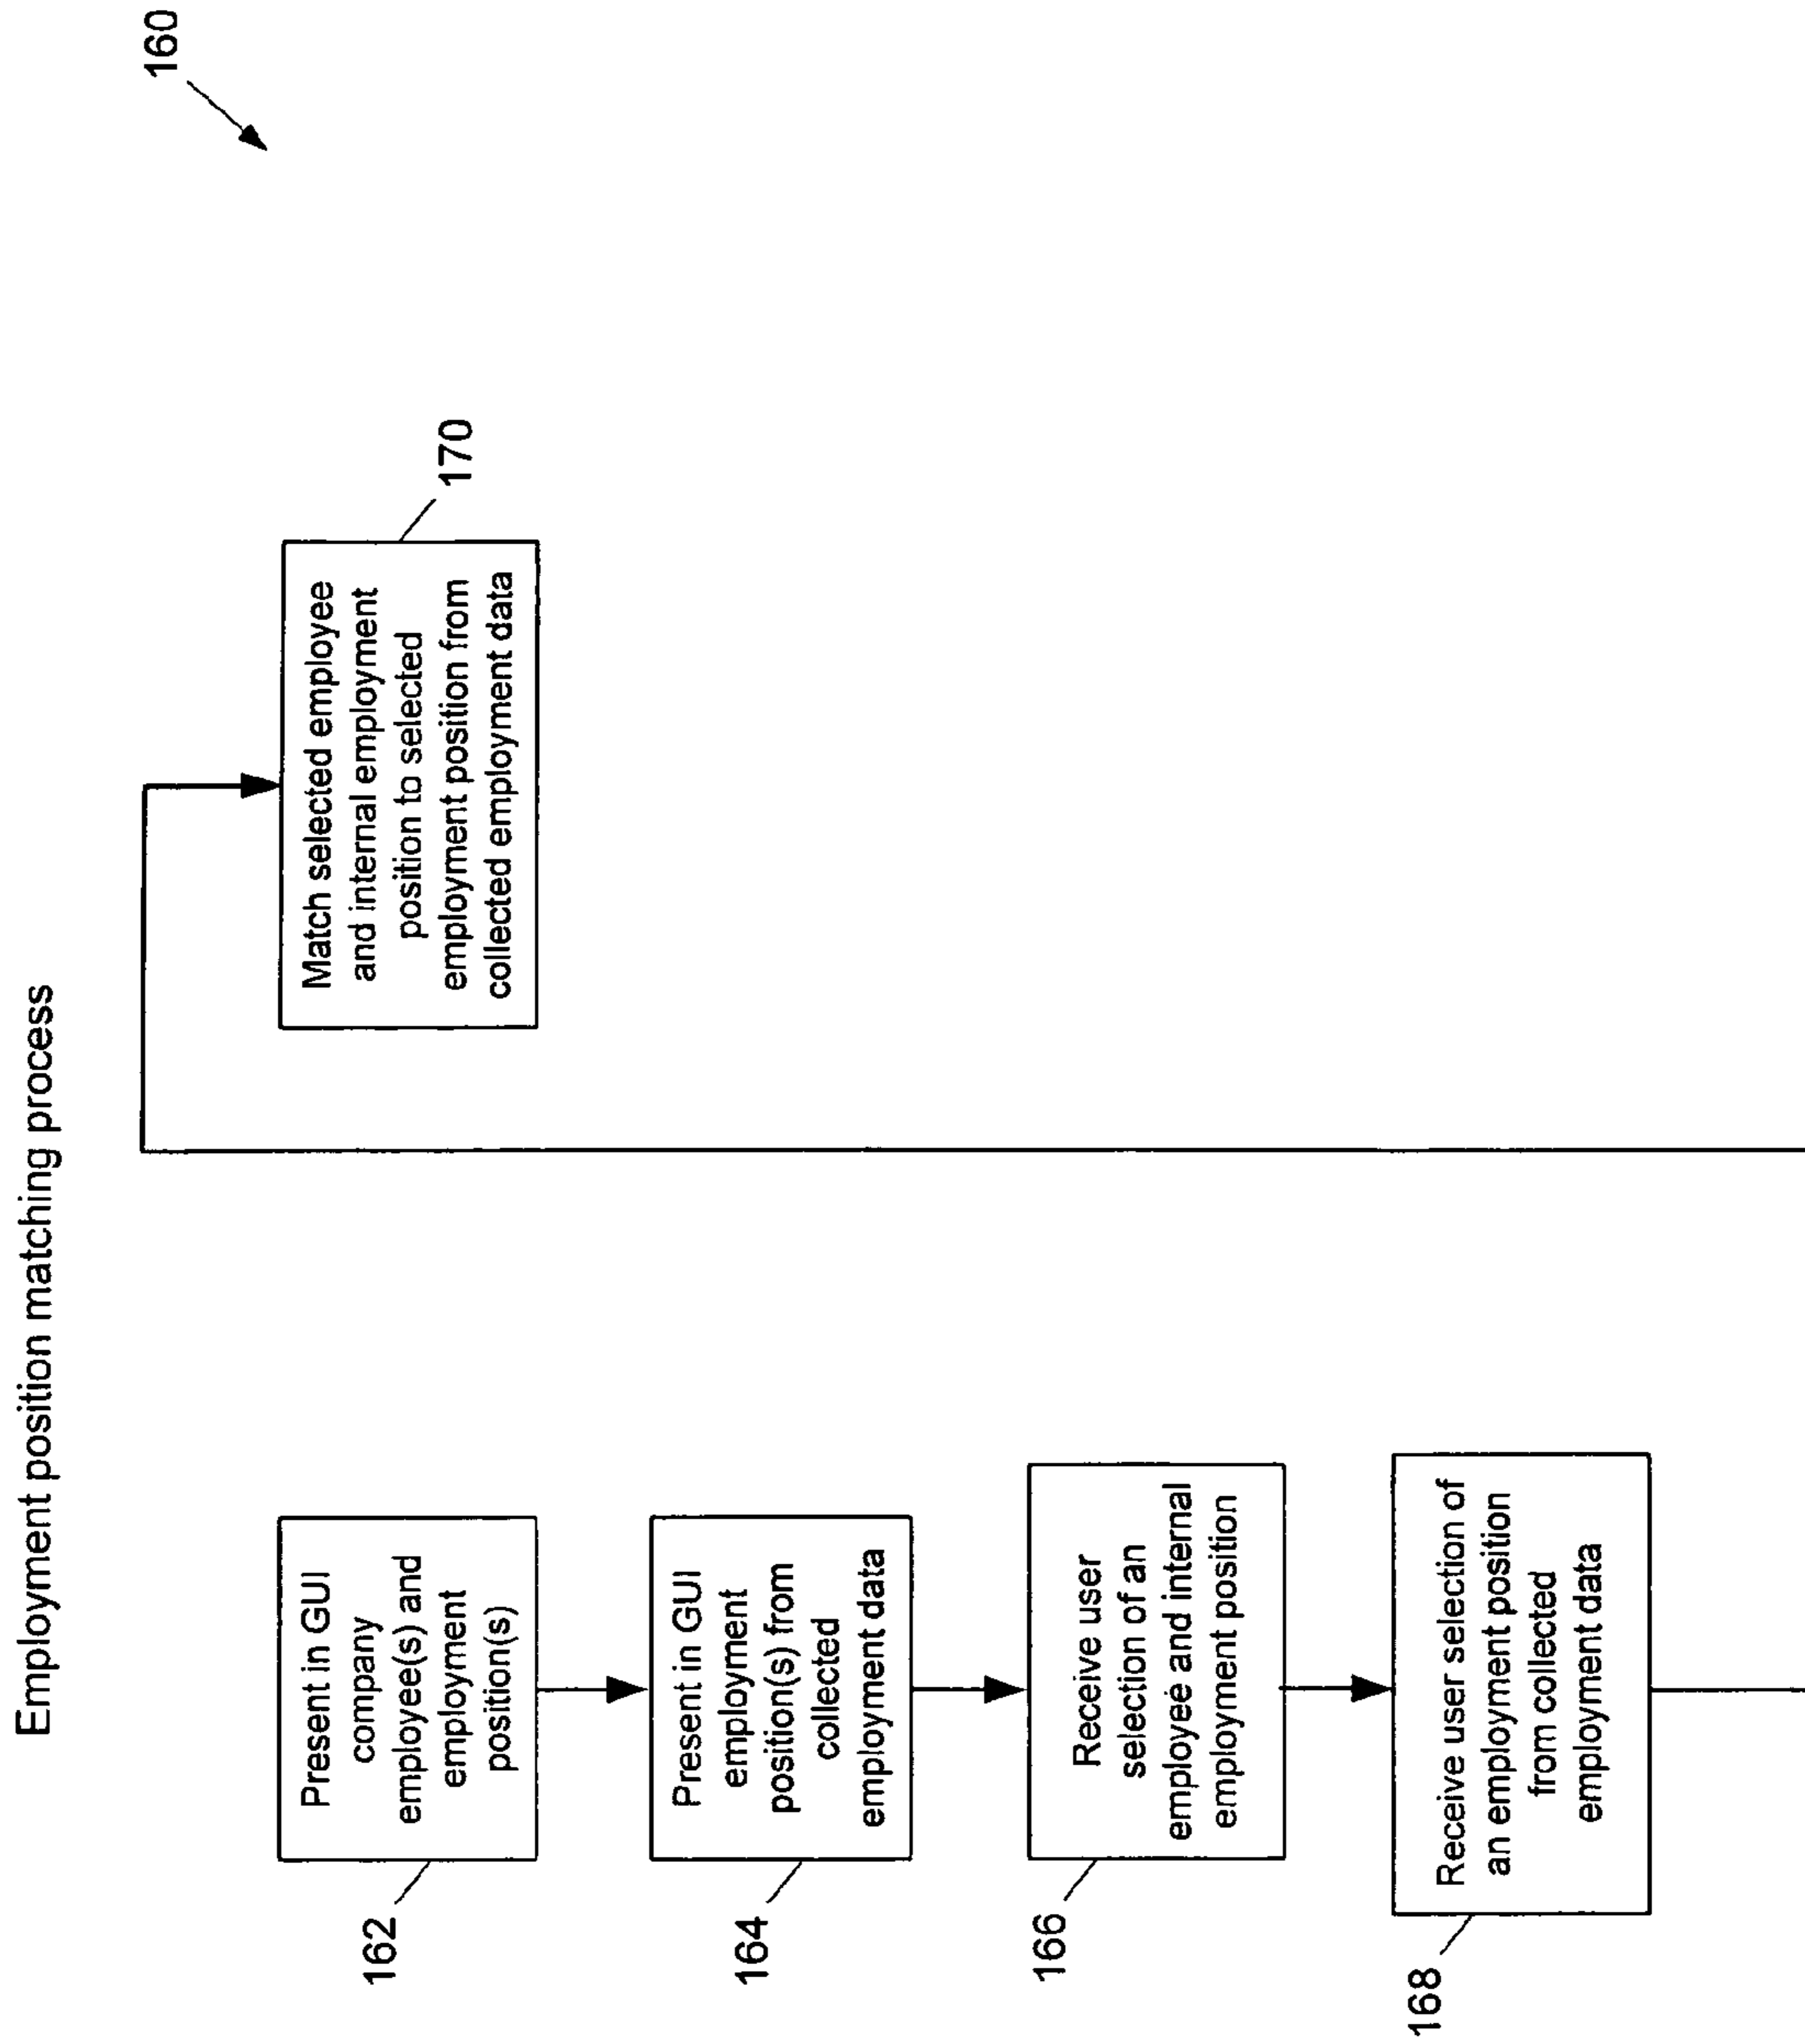 Employment position matching process
160
Present in GUI
company
employee(s) and
employment
position(s)
162
Present in GUI
employment
position(s) from
collected
employment data
164
Receive user
selection of an
employee and internal
employment position
166
Receive user selection of
an employment position
from collected
employment data
168
Match selected employee
and internal employment
position to selected
employment position from
collected employment data
170